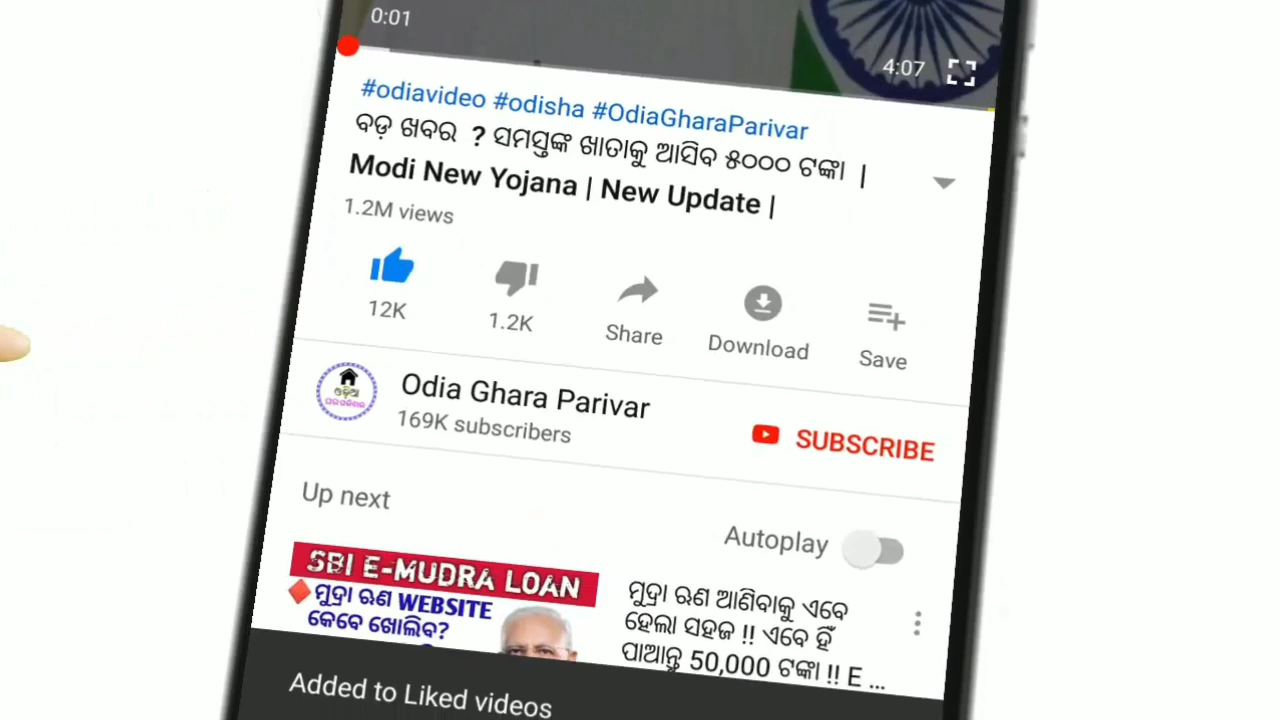 0:01
4:07
#odiavideo #odisha #OdiaGharaParivar
ବଡ଼ ଖବର ? ସମସ୍ତଙ୍କ ଖାତାକୁ ଆସିବ ୫୦୦୦ ଟଙ୍କା |
Modi New Yojana | New Update |
1.2M views
12K
1.2K
Share
Download
Save
ଓଡ଼ିଆ
Odia Ghara Parivar
169K subscribers
SUBSCRIBE
Up next
Autoplay
SBI E-MUDRA LOAN
ମୁଦ୍ରା ଋଣ WEBSITE
କେବେ ଖୋଲିବ?
ମୁଦ୍ରା ଋଣ ଆଣିବାକୁ ଏବେ
ହେଲା ସହଜ !! ଏବେ ହିଁ
ପାଆନ୍ତୁ 50,000 ଟଙ୍କା !! E ...
Added to Liked videos